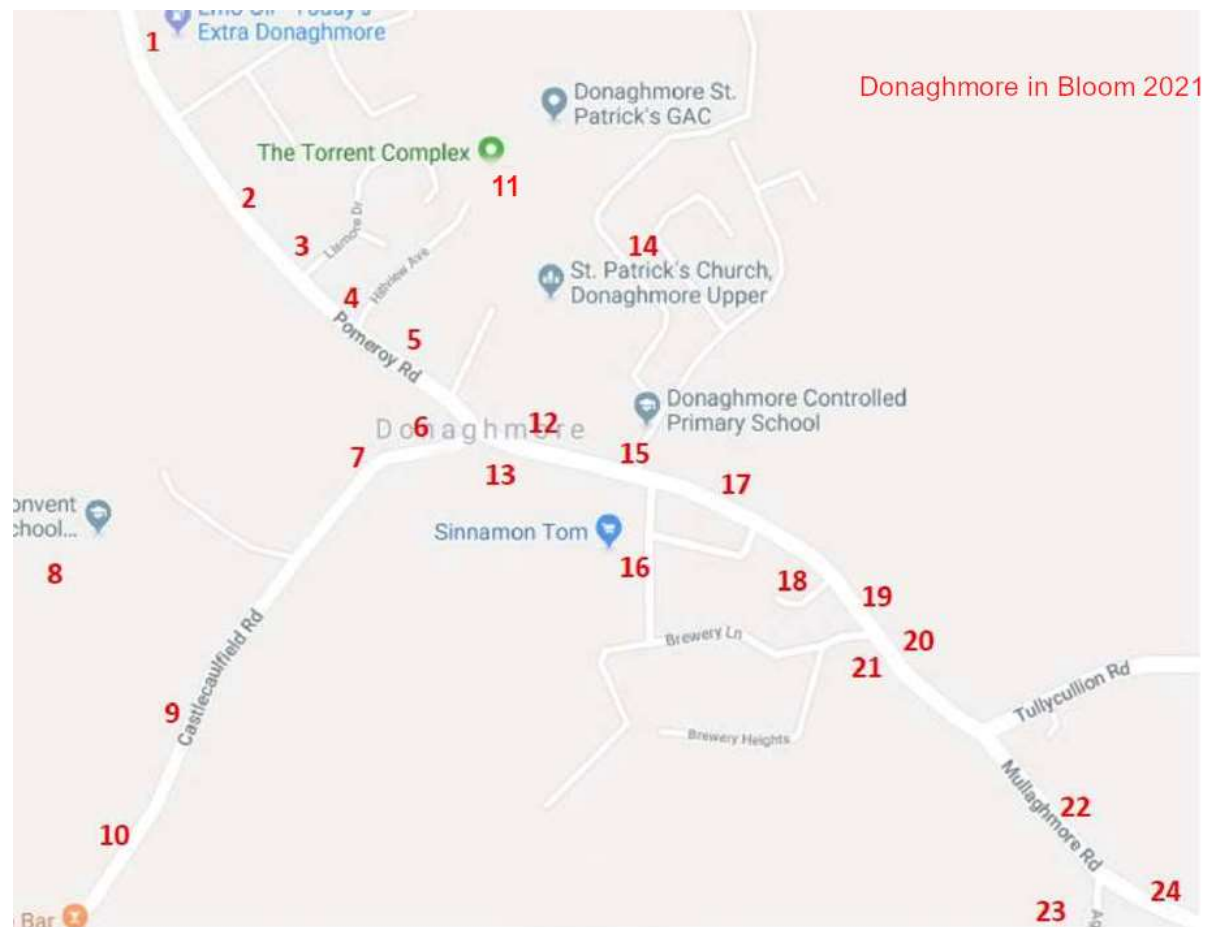 1
Extra Donaghmore
Donaghmore in Bloom 2021
Donaghmore St.
Patrick's GAC
The Torrent Complex
11
2
3
Lismore Dr
14
Hillview Ave
St. Patrick's Church,
Donaghmore Upper
4
Pomeroy Rd
5
Donaghmore Controlled
Primary School
6
Donaghmore
12
7
13
15
17
Sinnamon Tom
16
8
18
19
Brewery Ln
20
21
Castlecaulfield Rd
Tullycullion Rd
9
Brewery Heights
Mullaghmore Rd
22
10
24
23
Bar